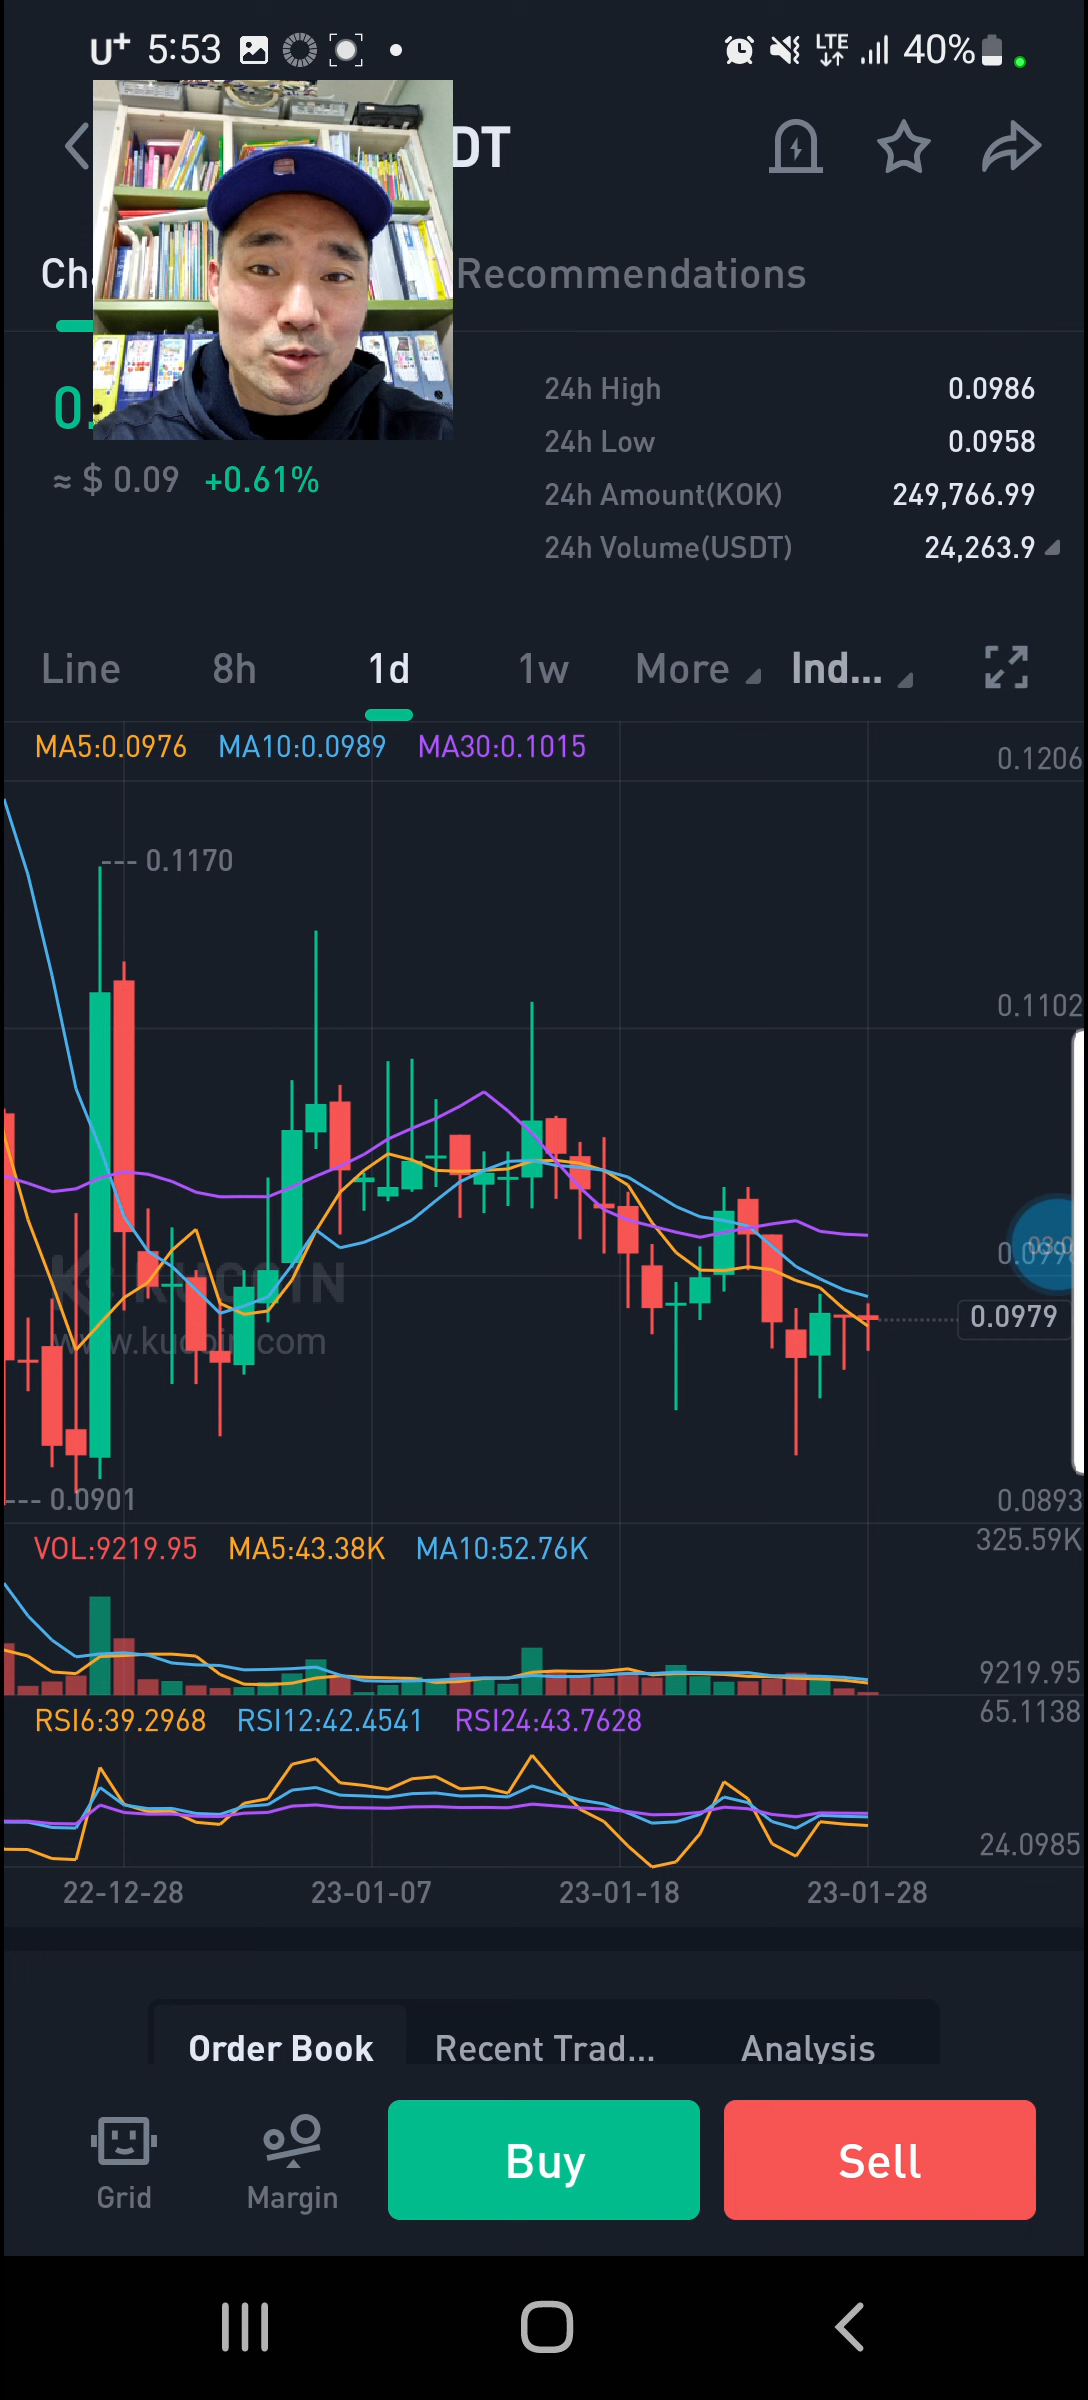 U+ 5:53 LTE 40%
DT
Recommendations
24h High 0.0986
24h Low 0.0958
≈ $ 0.09 +0.61%
24h Amount(KOK) 249,766.99
24h Volume(USDT) 24,263.9
Line 8h 1d 1w More Ind...
MA5:0.0976 MA10:0.0989 MA30:0.1015
0.1206
--- 0.1170
0.1102
KUCOIN
www.kucoin.com
0.0979
--- 0.0901
0.0893
VOL:9219.95 MA5:43.38K MA10:52.76K
325.59K
9219.95
RSI6:39.2968 RSI12:42.4541 RSI24:43.7628
65.1138
24.0985
22-12-28 23-01-07 23-01-18 23-01-28
Order Book Recent Trad... Analysis
Grid Margin Buy Sell